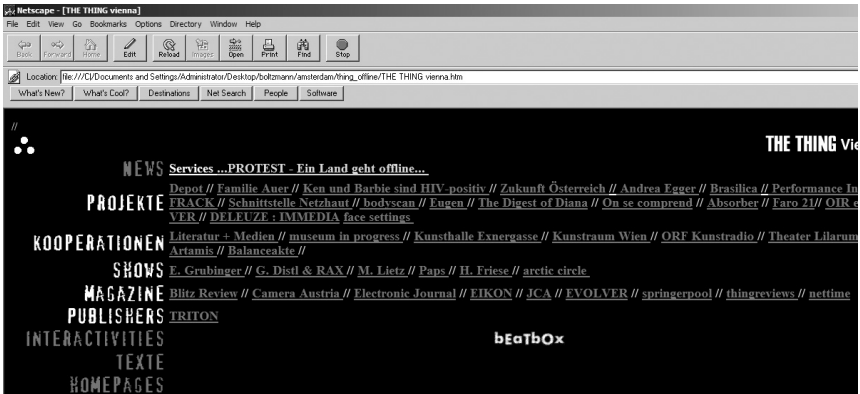 Netscape - [THE THING vienna]
File Edit View Go Bookmarks Options Directory Window Help
Back Forward Home Edit Reload Images Open Print Find Stop
Location: file:///C|/Documents and Settings/Administrator/Desktop/boltzmann/amsterdam/thing_offline/THE THING vienna.htm
What's New? What's Cool? Destinations Net Search People Software
//
THE THING Vie
NEWS Services ...PROTEST - Ein Land geht offline...
Depot // Familie Auer // Ken und Barbie sind HIV-positiv // Zukunft Österreich // Andrea Egger // Brasilica // Performance In
PROJEKTE FRACK // Schnittstelle Netzhaut // bodyscan // Eugen // The Digest of Diana // On se comprend // Absorber // Faro 21// OIR e
VER // DELEUZE : IMMEDIA face settings
KOOPERATIONEN Literatur + Medien // museum in progress // Kunsthalle Exnergasse // Kunstraum Wien // ORF Kunstradio // Theater Lilarum
Artamis // Balanceakte //
SHOWS E. Grubinger // G. Distl & RAX // M. Lietz // Paps // H. Friese // arctic circle
MAGAZINE Blitz Review // Camera Austria // Electronic Journal // EIKON // JCA // EVOLVER // springerpool // thingreviews // nettime
PUBLISHERS TRITON
INTERACTIVITIES
bEaTbOx
TEXTE
HOMEPAGES